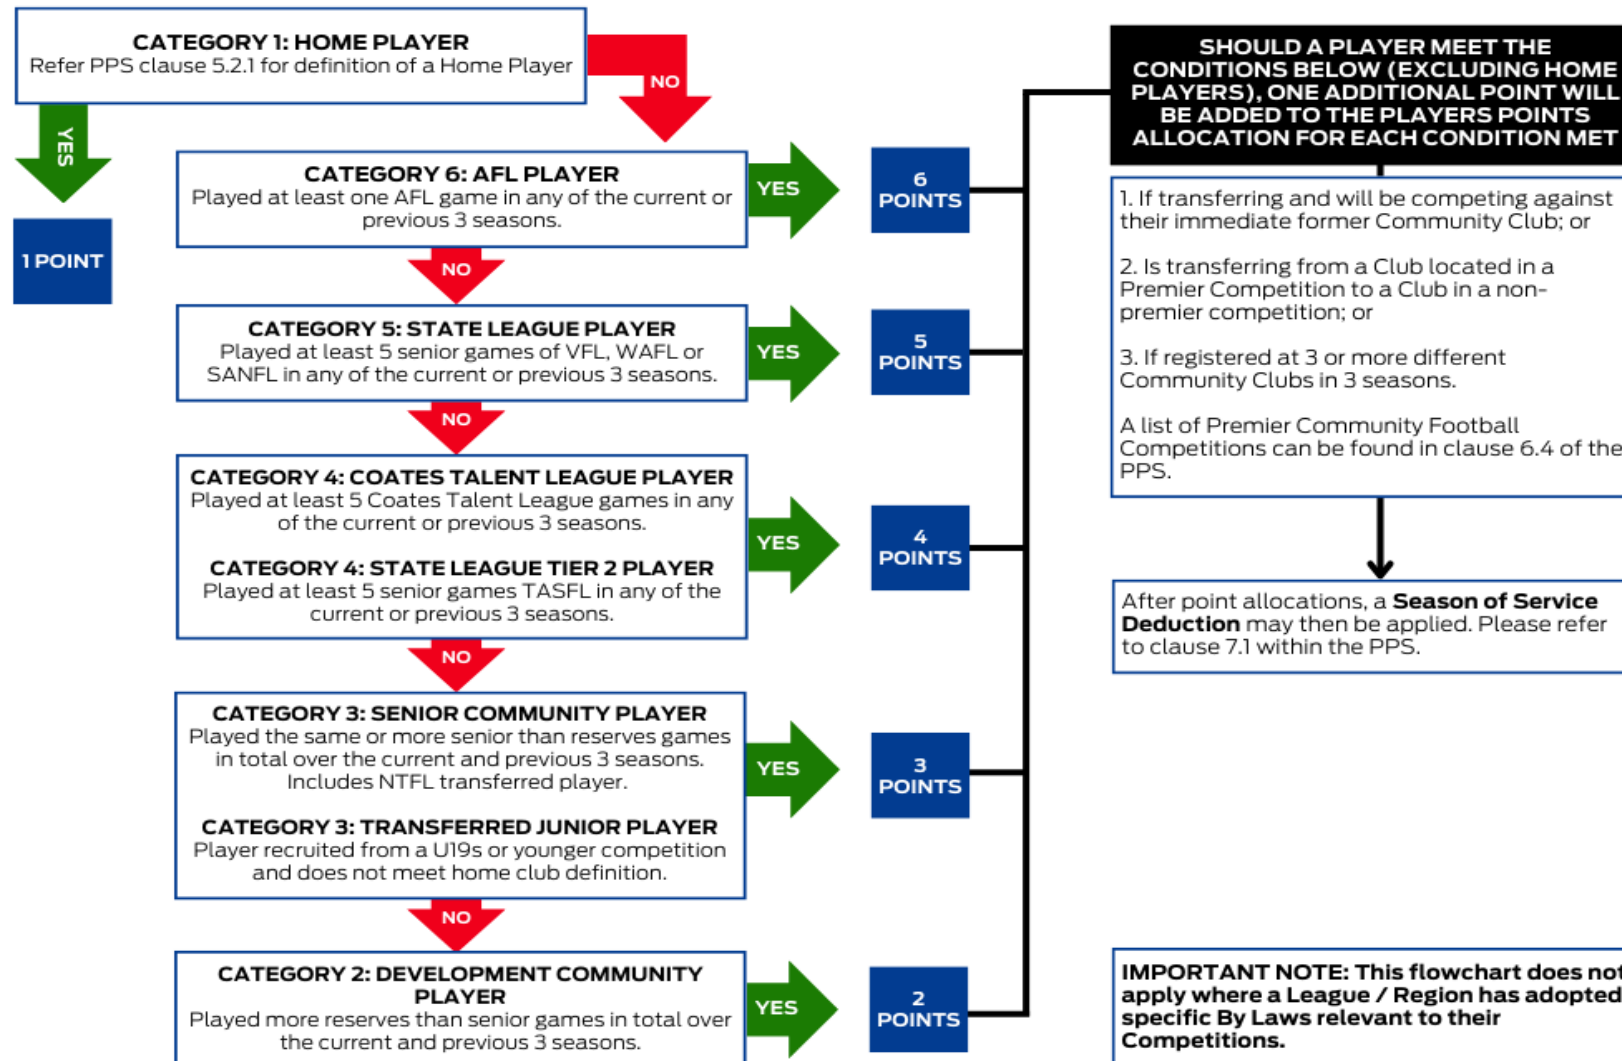 CATEGORY 1: HOME PLAYER
Refer PPS clause 5.2.1 for definition of a Home Player
NO
YES
1 POINT
CATEGORY 6: AFL PLAYER
Played at least one AFL game in any of the current or
previous 3 seasons.
YES
6
POINTS
NO
CATEGORY 5: STATE LEAGUE PLAYER
Played at least 5 senior games of VFL, WAFL or
SANFL in any of the current or previous 3 seasons.
YES
5
POINTS
NO
CATEGORY 4: COATES TALENT LEAGUE PLAYER
Played at least 5 Coates Talent League games in any
of the current or previous 3 seasons.
CATEGORY 4: STATE LEAGUE TIER 2 PLAYER
Played at least 5 senior games TASFL in any of the
current or previous 3 seasons.
YES
4
POINTS
NO
CATEGORY 3: SENIOR COMMUNITY PLAYER
Played the same or more senior than reserves games
in total over the current and previous 3 seasons.
Includes NTFL transferred player.
CATEGORY 3: TRANSFERRED JUNIOR PLAYER
Player recruited from a U19s or younger competition
and does not meet home club definition.
YES
3
POINTS
NO
CATEGORY 2: DEVELOPMENT COMMUNITY
PLAYER
Played more reserves than senior games in total over
the current and previous 3 seasons.
YES
2
POINTS
SHOULD A PLAYER MEET THE
CONDITIONS BELOW (EXCLUDING HOME
PLAYERS), ONE ADDITIONAL POINT WILL
BE ADDED TO THE PLAYERS POINTS
ALLOCATION FOR EACH CONDITION MET
1. If transferring and will be competing against
their immediate former Community Club; or
2. Is transferring from a Club located in a
Premier Competition to a Club in a non-
premier competition; or
3. If registered at 3 or more different
Community Clubs in 3 seasons.
A list of Premier Community Football
Competitions can be found in clause 6.4 of the
PPS.
After point allocations, a Season of Service
Deduction may then be applied. Please refer
to clause 7.1 within the PPS.
IMPORTANT NOTE: This flowchart does not
apply where a League / Region has adopted
specific By Laws relevant to their
Competitions.